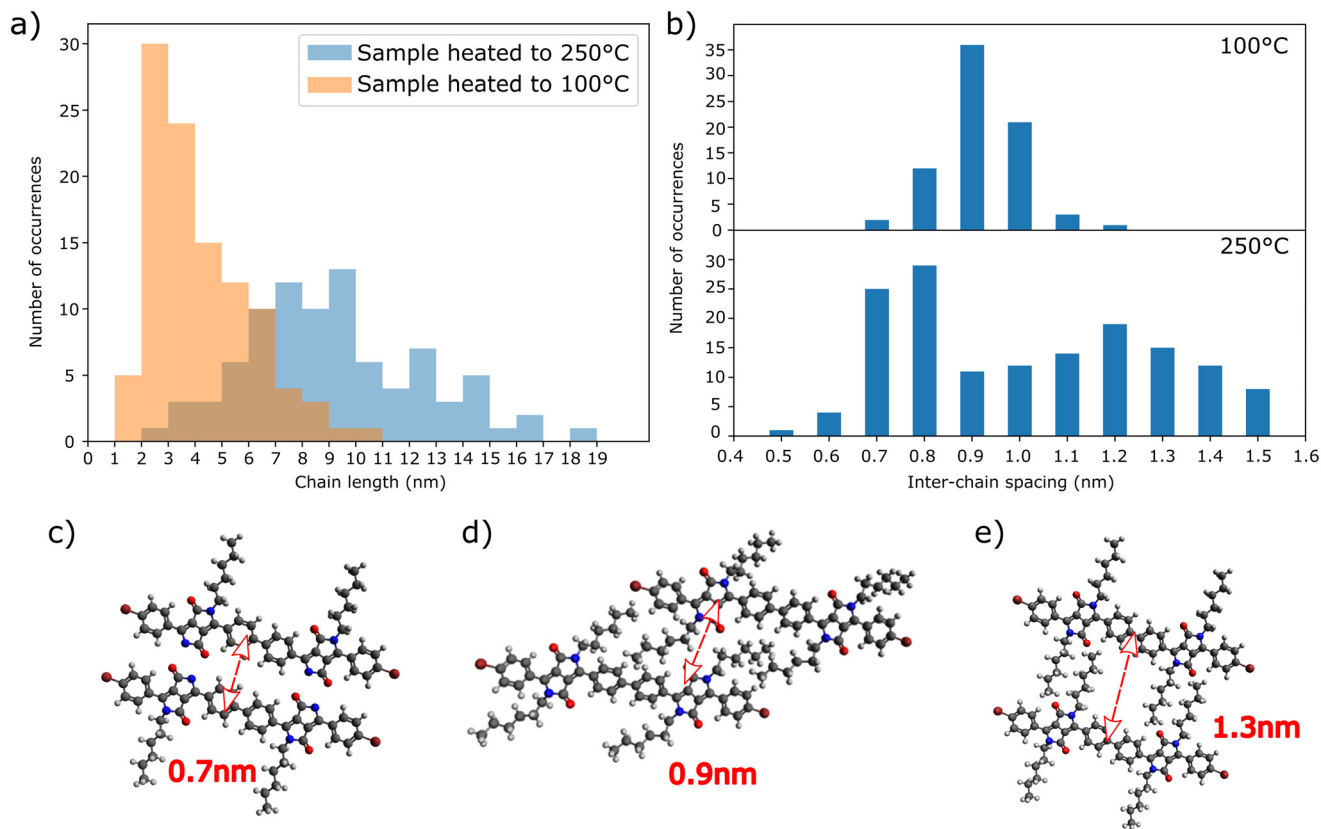 a)
Number of occurrences
30
25
20
15
10
5
0
Sample heated to 250°C
Sample heated to 100°C
0 1 2 3 4 5 6 7 8 9 10 11 12 13 14 15 16 17 18 19
Chain length (nm)
b)
Number of occurrences
100°C
35
30
25
20
15
10
5
0
Number of occurrences
250°C
30
25
20
15
10
5
0
0.4 0.5 0.6 0.7 0.8 0.9 1.0 1.1 1.2 1.3 1.4 1.5 1.6
Inter-chain spacing (nm)
c)
0.7nm
d)
0.9nm
e)
1.3nm